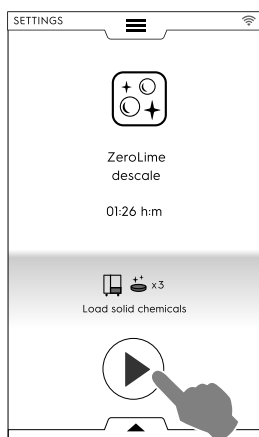 SETTINGS
ZeroLime
descale
01:26 h:m
x3
Load solid chemicals